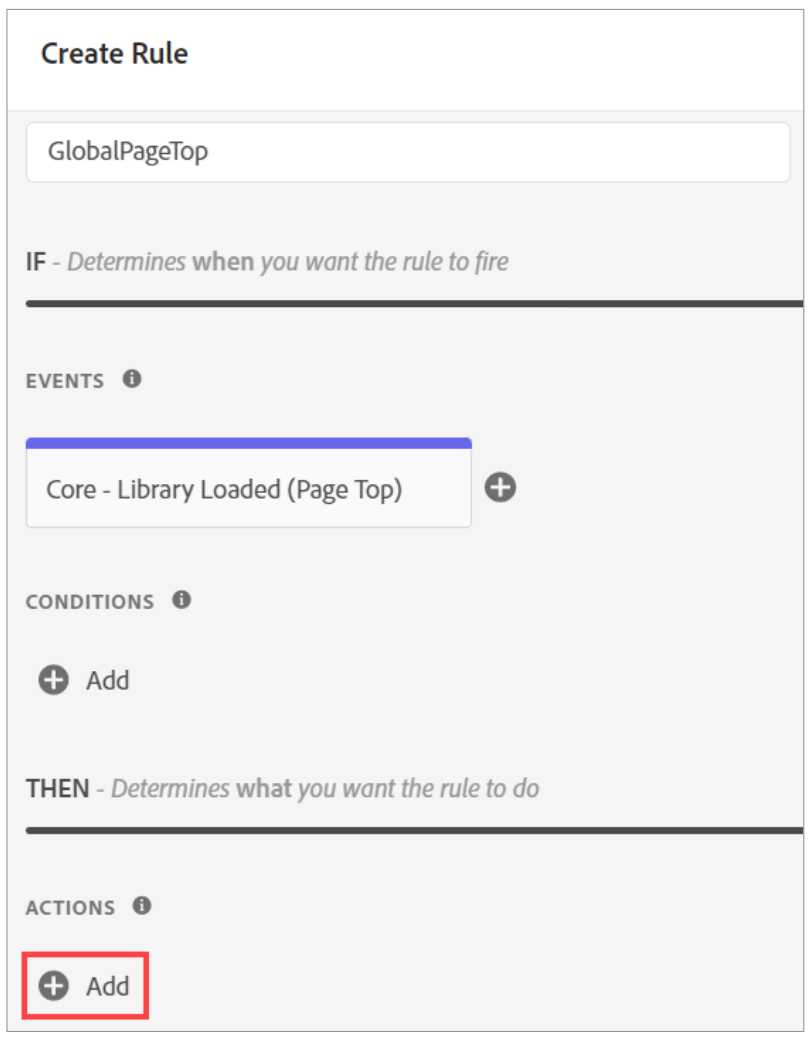 Create Rule
GlobalPageTop
IF - Determines when you want the rule to fire
EVENTS
Core - Library Loaded (Page Top)
CONDITIONS
Add
THEN - Determines what you want the rule to do
ACTIONS
Add